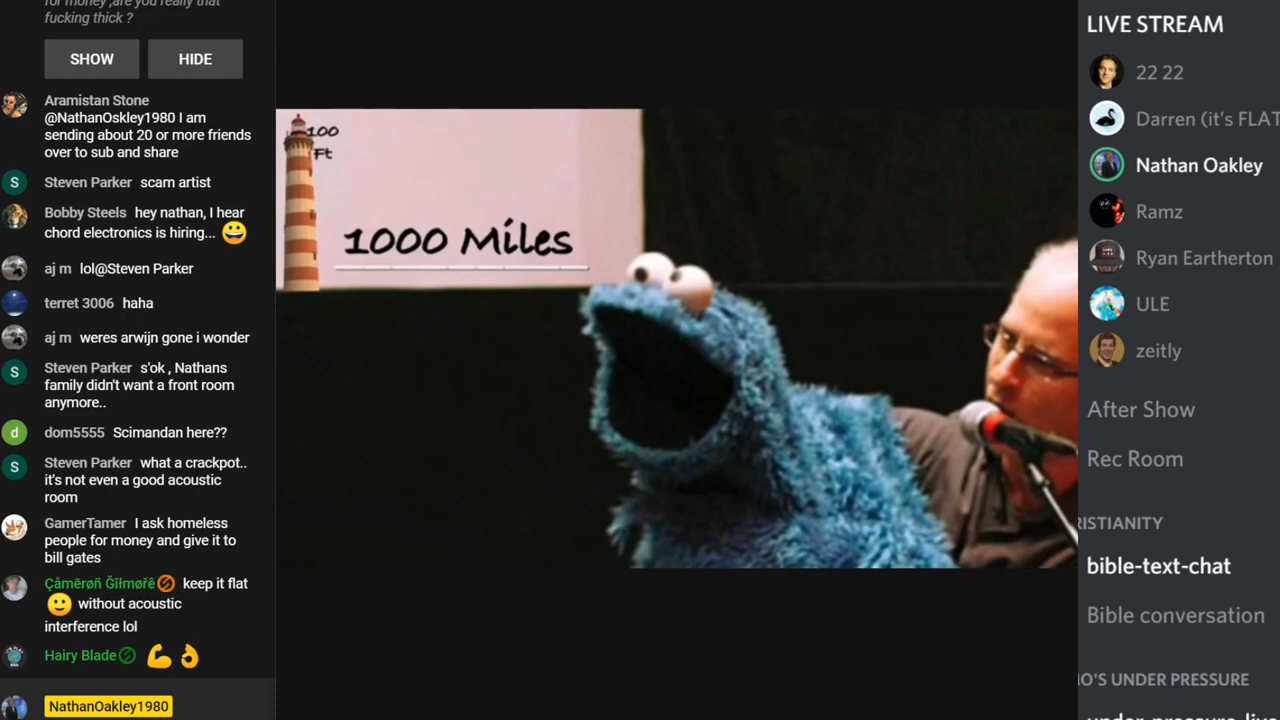 for money ,are you really that
fucking thick ?
SHOW
HIDE
Aramistan Stone
@NathanOskley1980 I am
sending about 20 or more friends
over to sub and share
S
Steven Parker scam artist
Bobby Steels hey nathan, I hear
chord electronics is hiring... 😀
aj m lol@Steven Parker
terret 3006 haha
aj m weres arwijn gone i wonder
S
Steven Parker s'ok , Nathans
family didn't want a front room
anymore..
d
dom5555 Scimandan here??
S
Steven Parker what a crackpot..
it's not even a good acoustic
room
GamerTamer I ask homeless
people for money and give it to
bill gates
Çåmërøñ Ğîłmøřê keep it flat
🙂 without acoustic
interference lol
Hairy Blade 💪👌
NathanOakley1980
100
Ft
1000 Miles
LIVE STREAM
22 22
Darren (it's FLAT
Nathan Oakley
Ramz
Ryan Eartherton
ULE
zeitly
After Show
Rec Room
RISTIANITY
bible-text-chat
Bible conversation
O'S UNDER PRESSURE
under-pressure-live